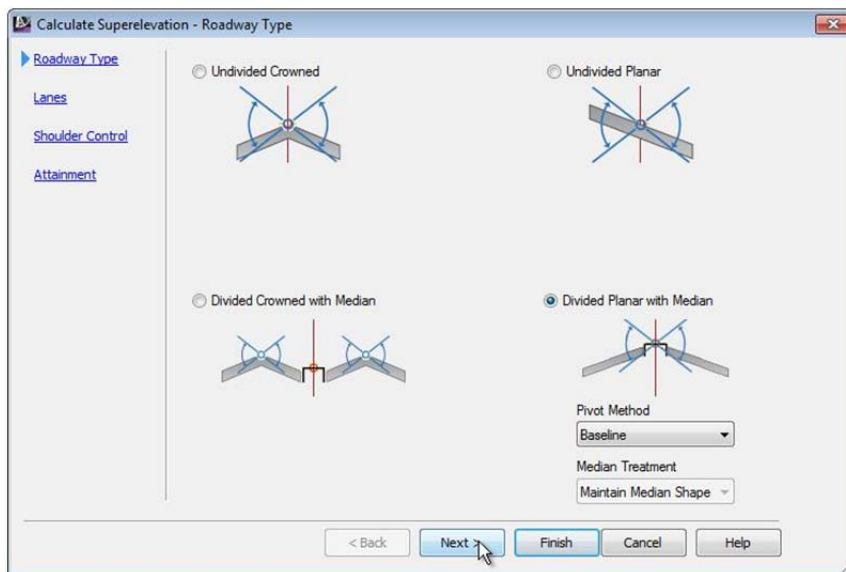 Calculate Superelevation - Roadway Type
Roadway Type
Lanes
Shoulder Control
Attainment
Undivided Crowned
Undivided Planar
Divided Crowned with Median
Divided Planar with Median
Pivot Method
Baseline
Median Treatment
Maintain Median Shape
< Back
Next >
Finish
Cancel
Help